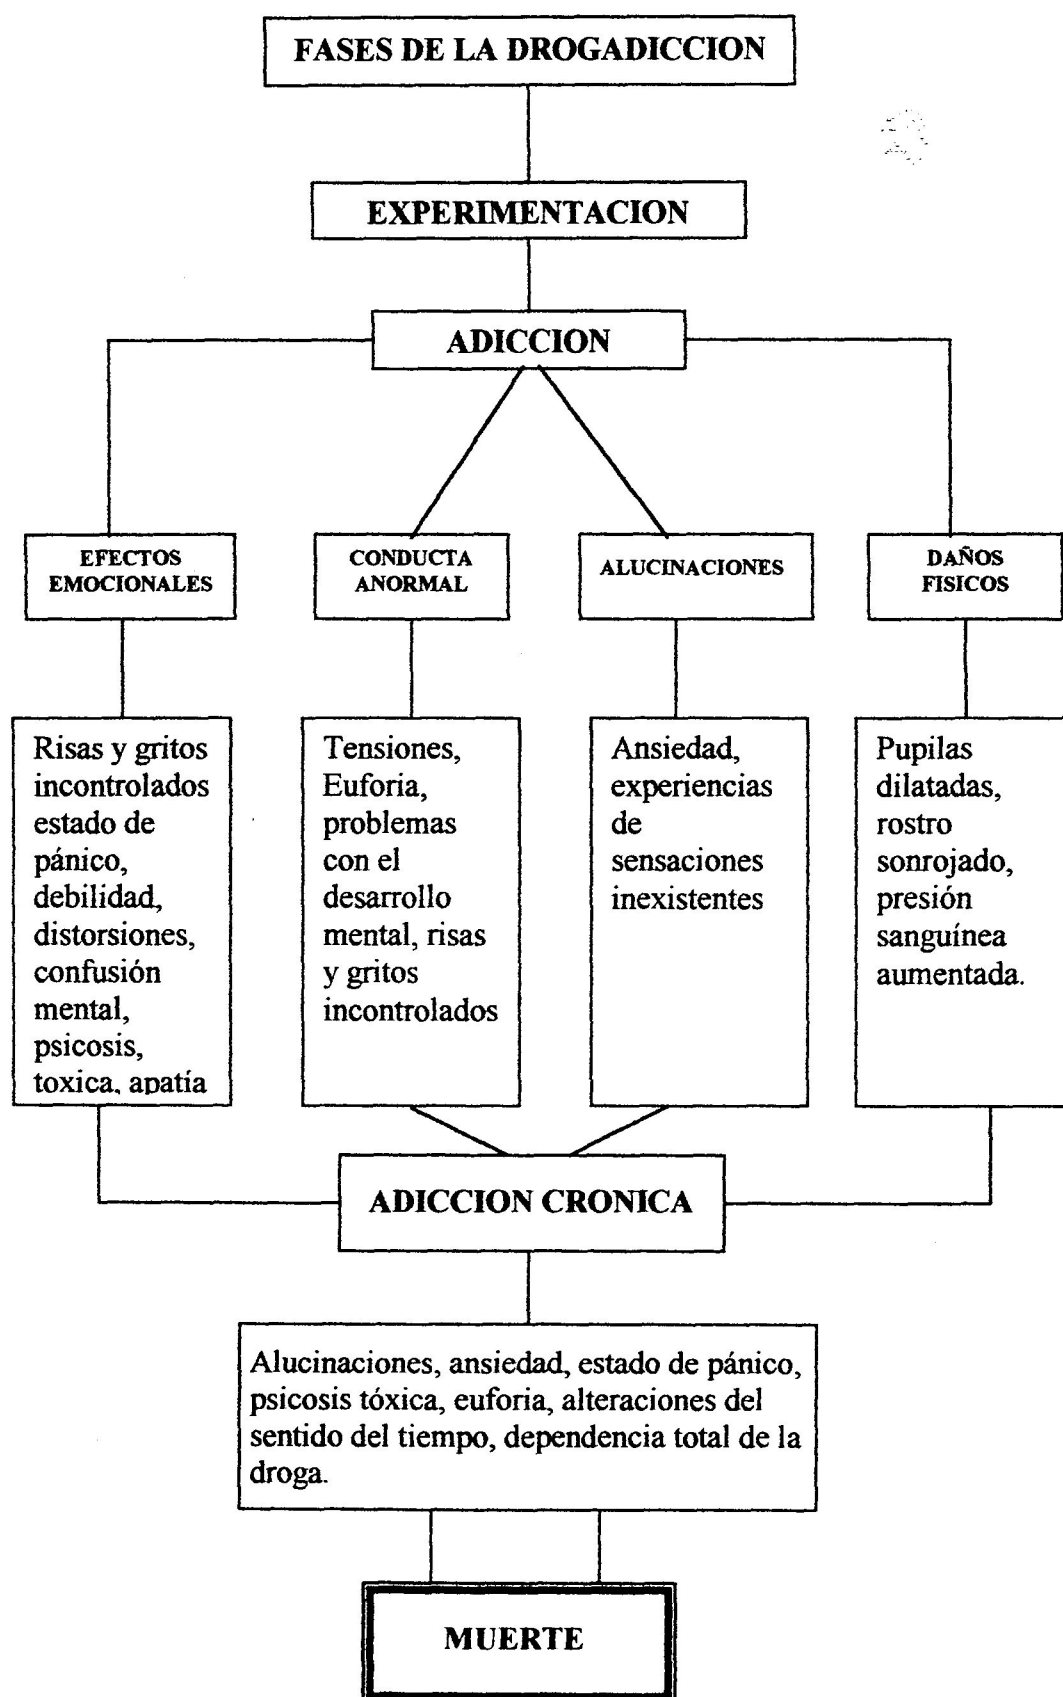 FASES DE LA DROGADICCION
EXPERIMENTACION
ADICCION
EFECTOS
EMOCIONALES
CONDUCTA
ANORMAL
ALUCINACIONES
DAÑOS
FISICOS
Risas y gritos
incontrolados
estado de
pánico,
debilidad,
distorsiones,
confusión
mental,
psicosis,
toxica, apatía
Tensiones,
Euforia,
problemas
con el
desarrollo
mental, risas
y gritos
incontrolados
Ansiedad,
experiencias
de
sensaciones
inexistentes
Pupilas
dilatadas,
rostro
sonrojado,
presión
sanguínea
aumentada.
ADICCION CRONICA
Alucinaciones, ansiedad, estado de pánico,
psicosis tóxica, euforia, alteraciones del
sentido del tiempo, dependencia total de la
droga.
MUERTE